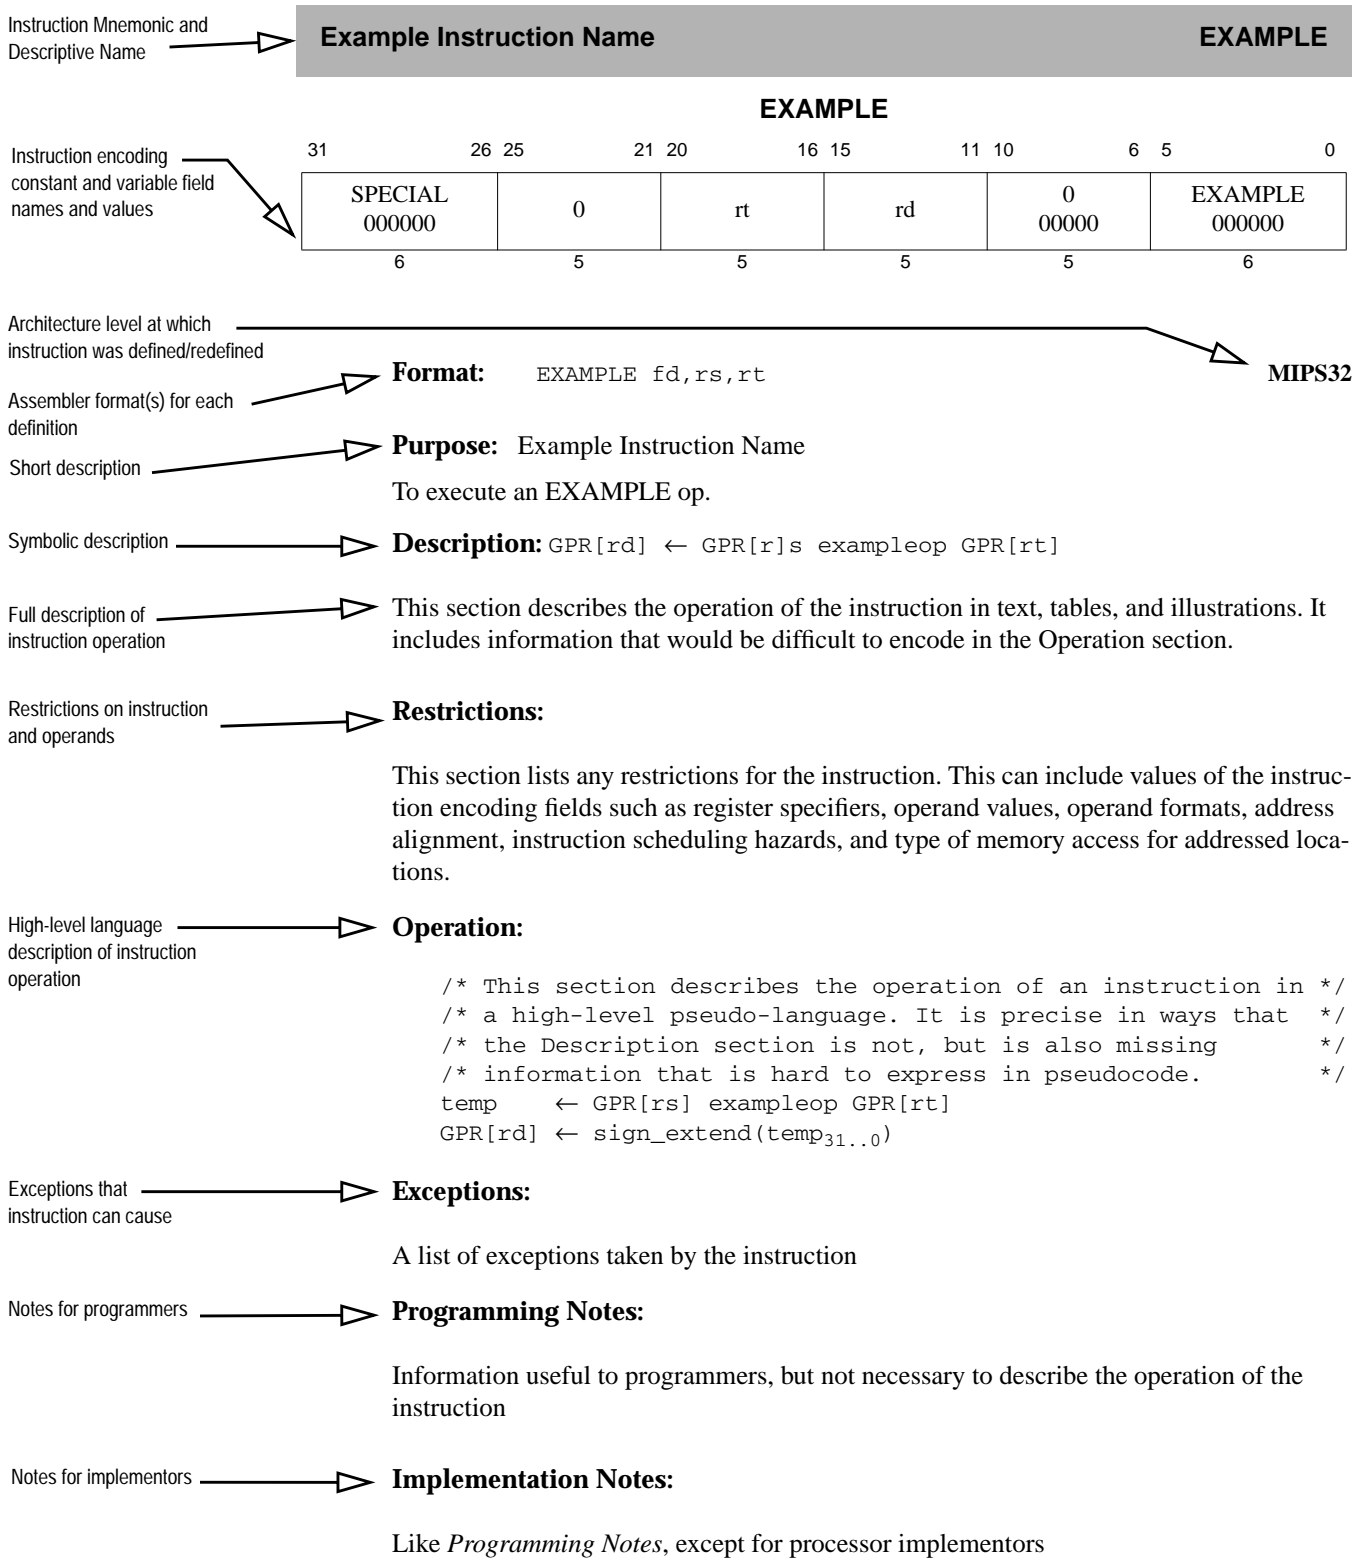 Instruction Mnemonic and
Descriptive Name
Example Instruction Name EXAMPLE
EXAMPLE
31 26 25 21 20 16 15 11 10 6 5 0
Instruction encoding
constant and variable field
names and values
SPECIAL 0 rt rd 0 EXAMPLE
000000 00000 000000
6 5 5 5 5 6
Architecture level at which
instruction was defined/redefined
Format: EXAMPLE fd,rs,rt MIPS32
Assembler format(s) for each
definition
Purpose: Example Instruction Name
Short description
To execute an EXAMPLE op.
Symbolic description
Description: GPR[rd] ← GPR[r]s exampleop GPR[rt]
Full description of
instruction operation
This section describes the operation of the instruction in text, tables, and illustrations. It
includes information that would be difficult to encode in the Operation section.
Restrictions on instruction
and operands
Restrictions:
This section lists any restrictions for the instruction. This can include values of the instruc-
tion encoding fields such as register specifiers, operand values, operand formats, address
alignment, instruction scheduling hazards, and type of memory access for addressed loca-
tions.
High-level language
description of instruction
operation
Operation:
/* This section describes the operation of an instruction in */
/* a high-level pseudo-language. It is precise in ways that */
/* the Description section is not, but is also missing */
/* information that is hard to express in pseudocode. */
temp ← GPR[rs] exampleop GPR[rt]
GPR[rd] ← sign_extend(temp31..0)
Exceptions that
instruction can cause
Exceptions:
A list of exceptions taken by the instruction
Notes for programmers
Programming Notes:
Information useful to programmers, but not necessary to describe the operation of the
instruction
Notes for implementors
Implementation Notes:
Like Programming Notes, except for processor implementors